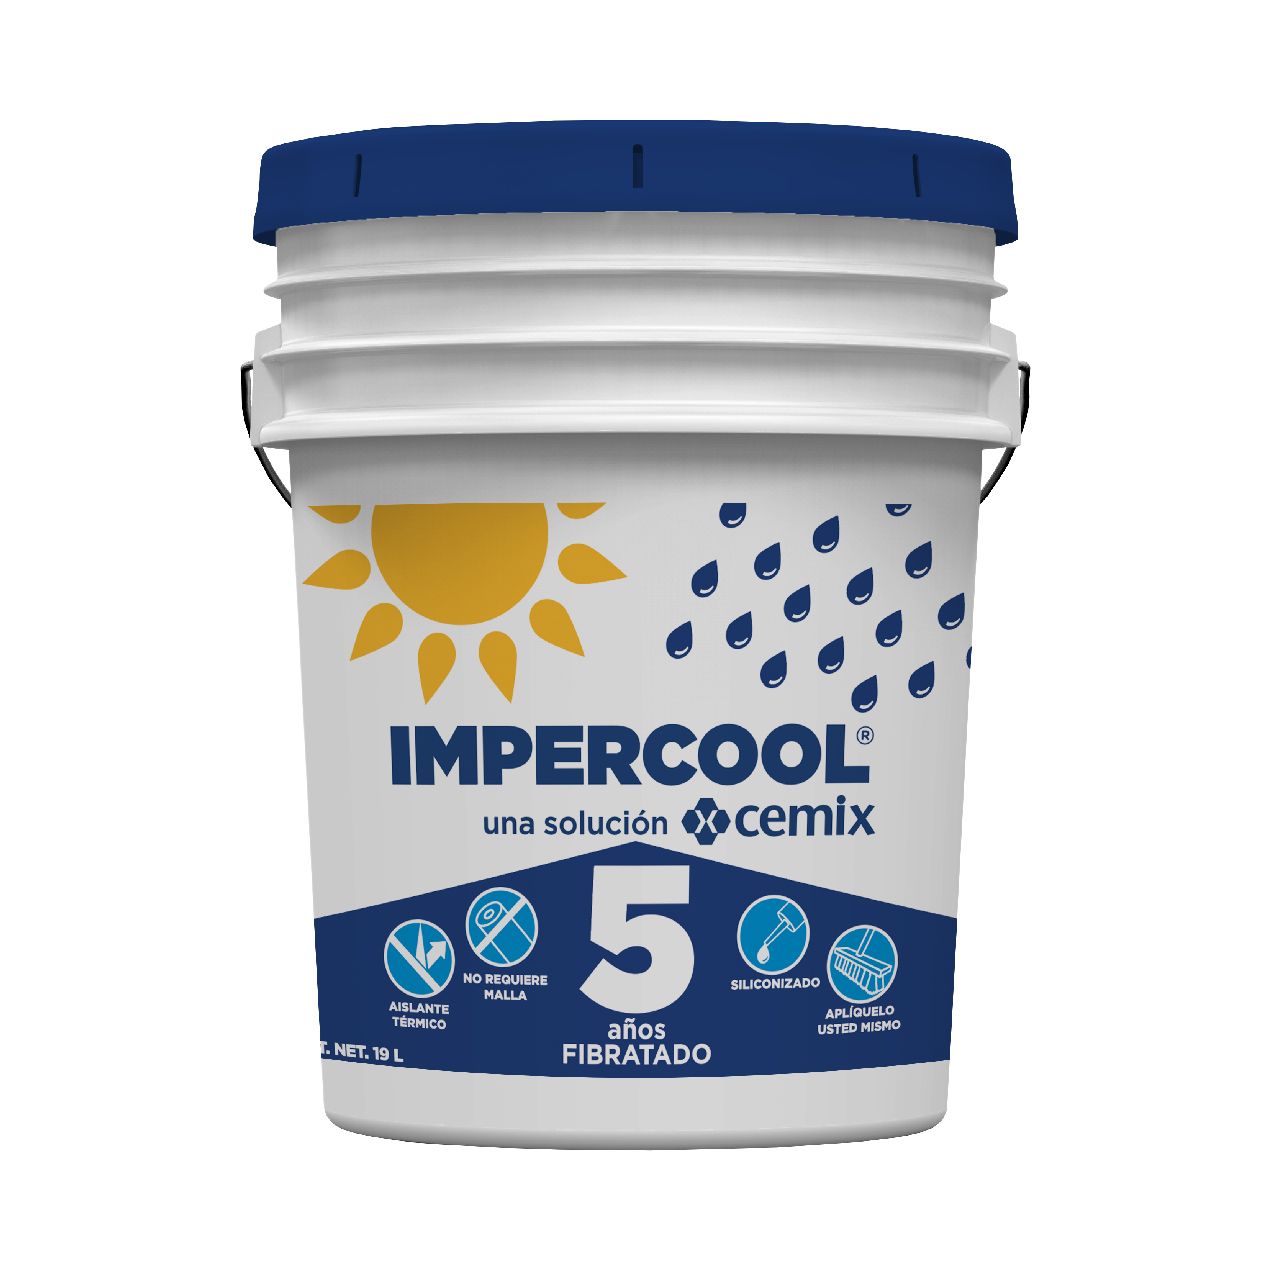 IMPERCOOL®
una solución cemix
5
años
FIBRATADO
AISLANTE
TÉRMICO
NO REQUIERE
MALLA
SILICONIZADO
APLÍQUELO
USTED MISMO
T. NET. 19 L